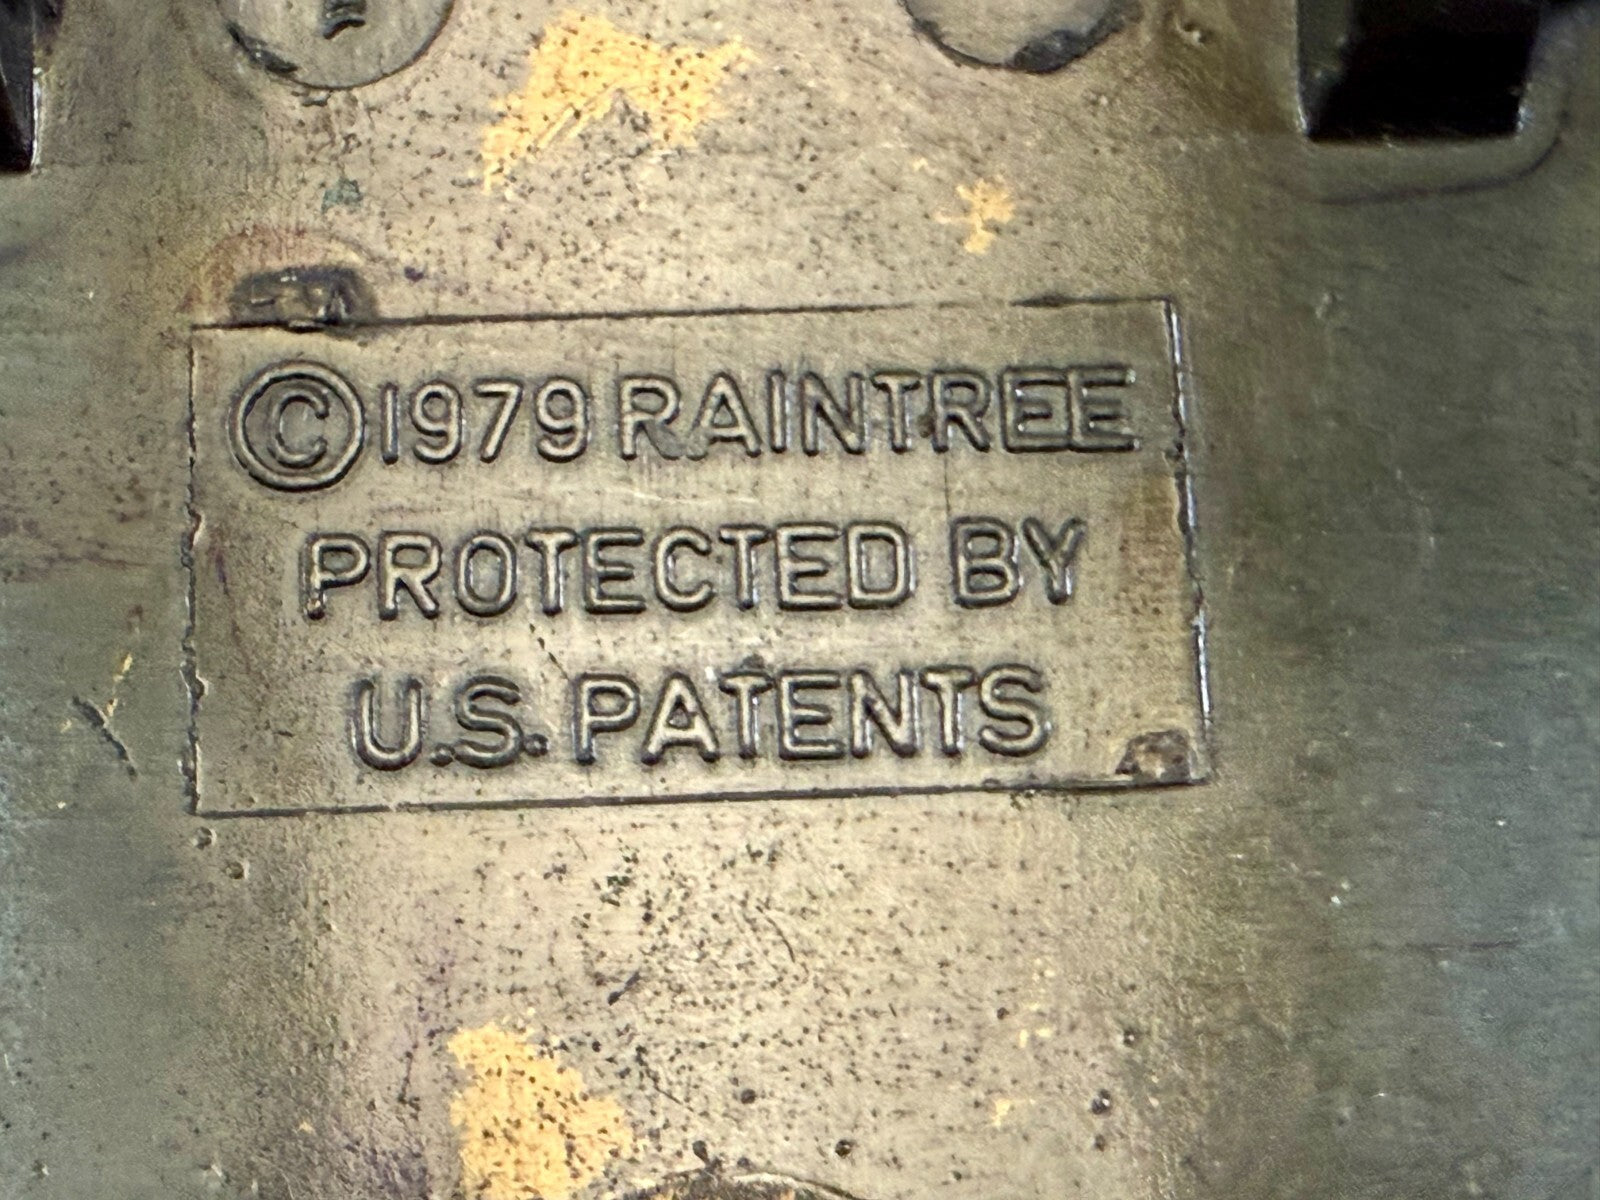 ©1979 RAINTREE
PROTECTED BY
U.S. PATENTS